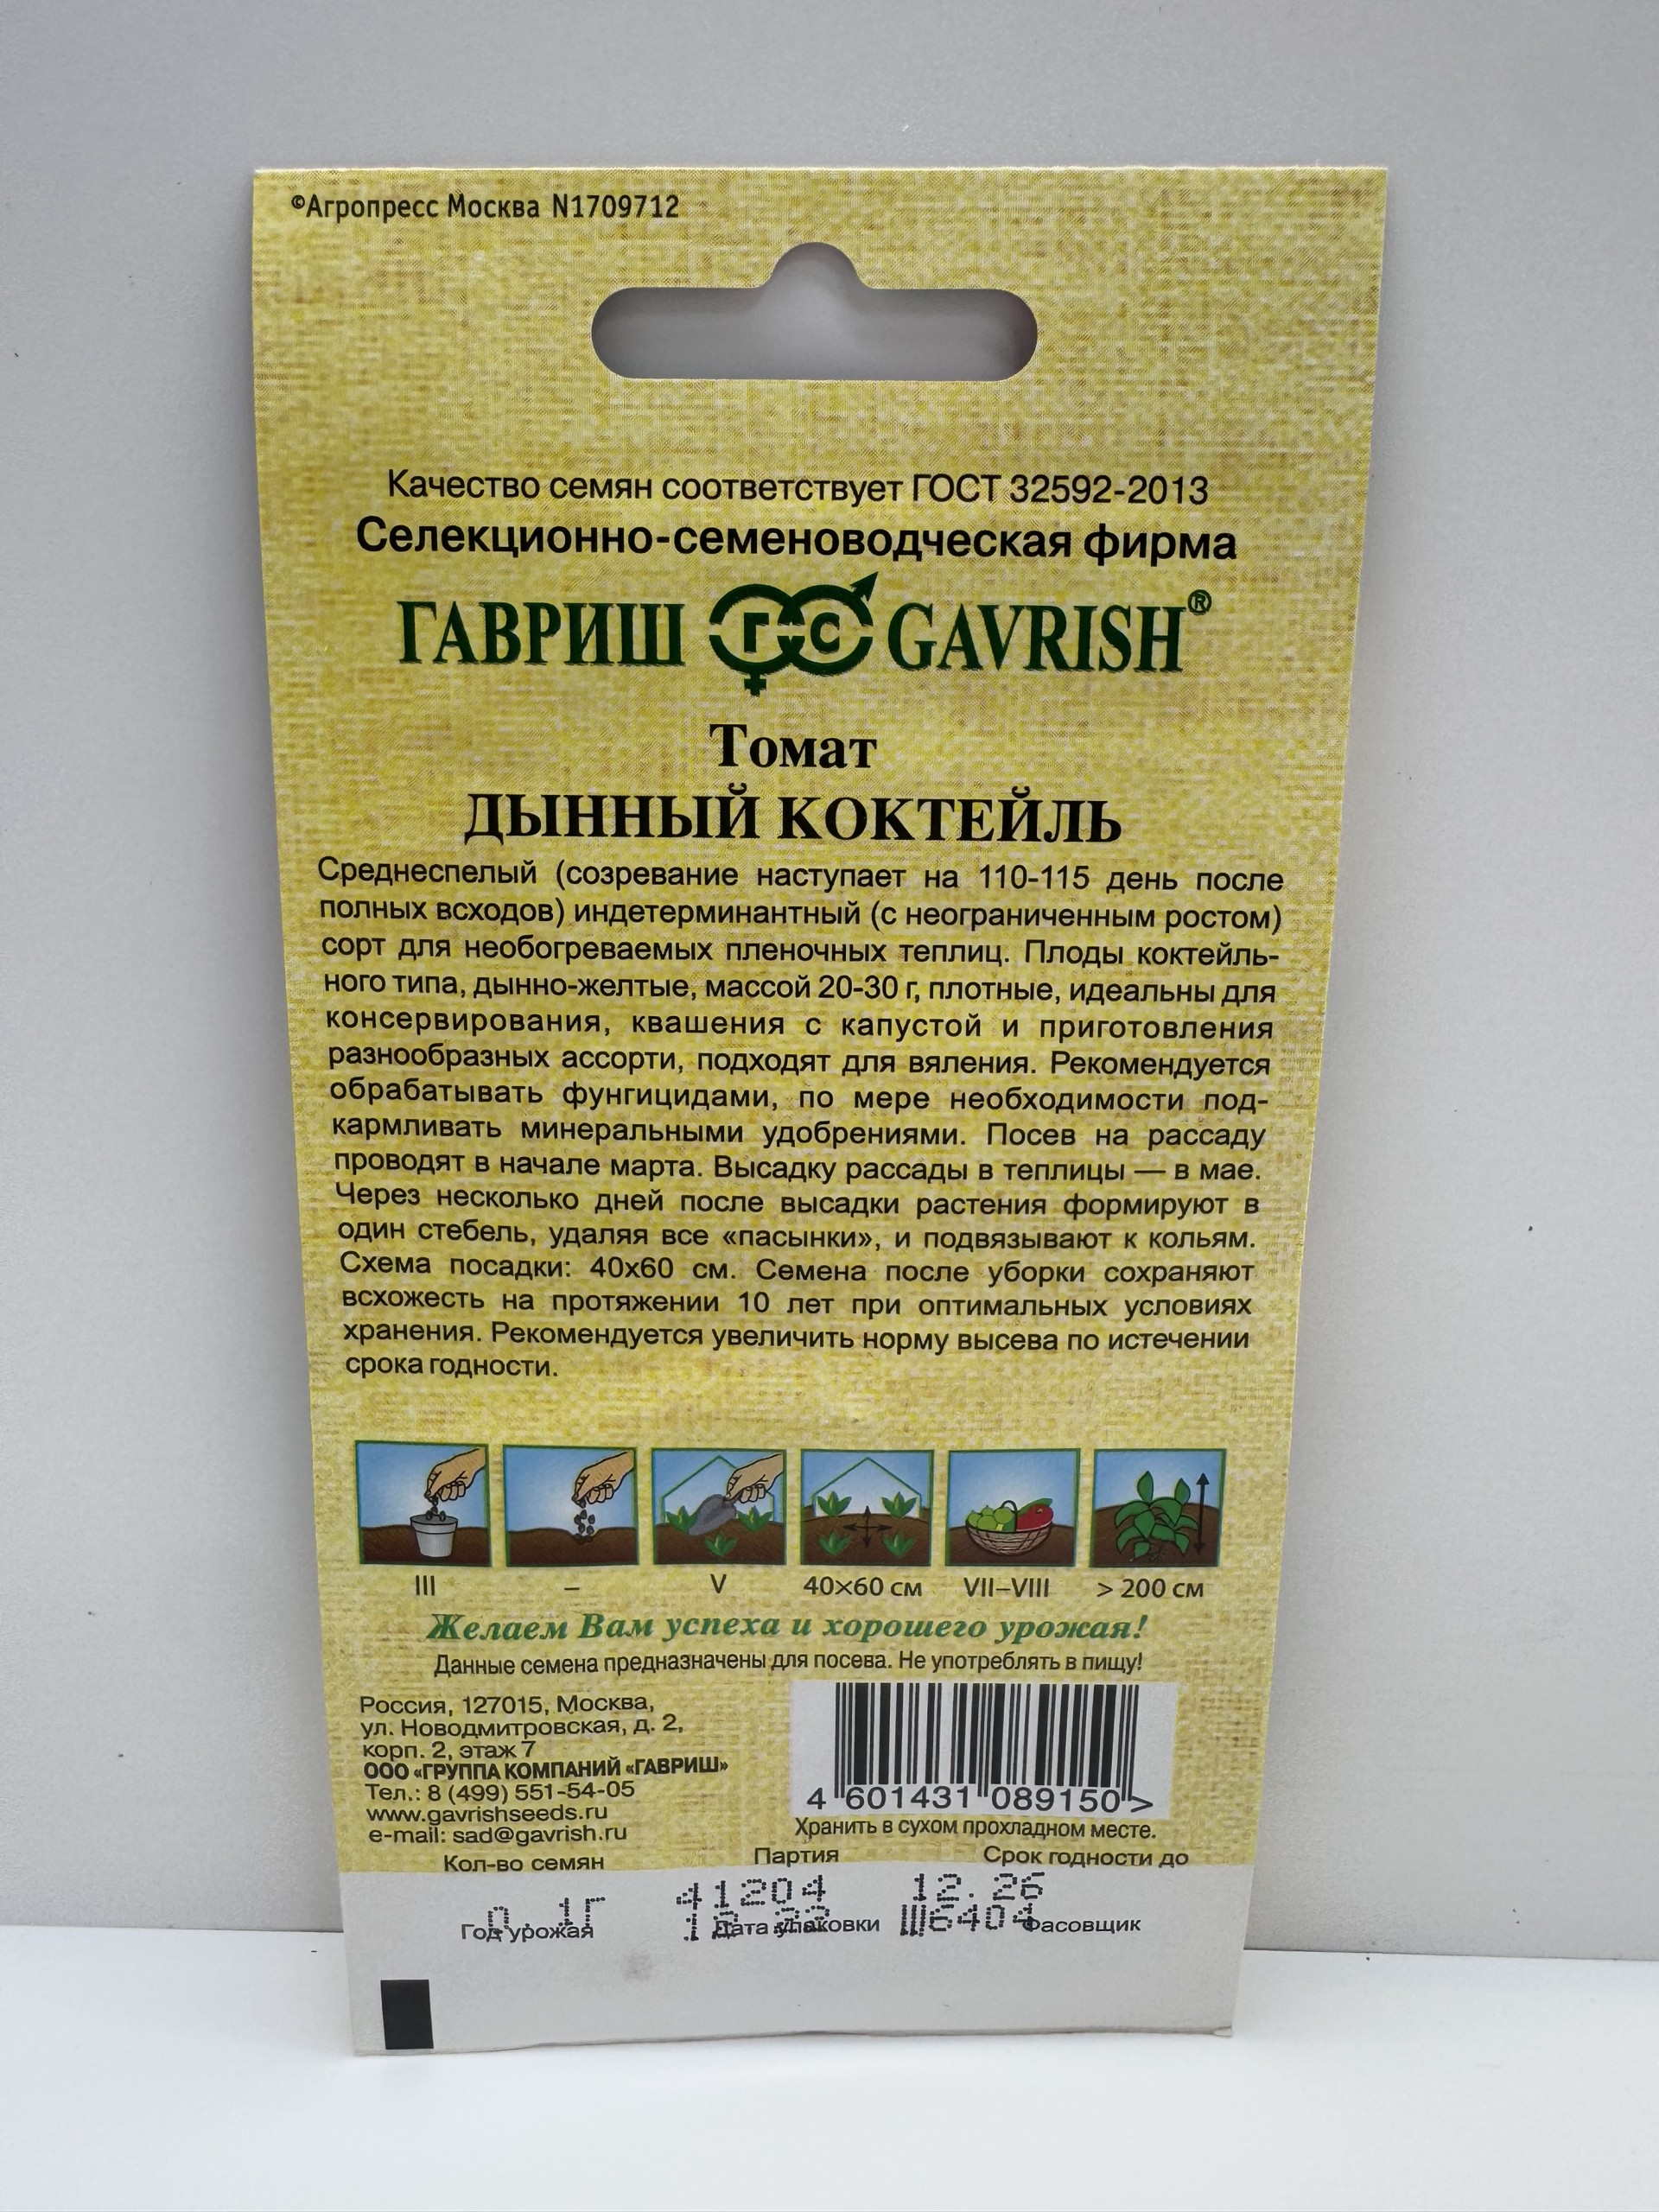 ©Агропресс Москва N1709712
Качество семян соответствует ГОСТ 32592-2013
Селекционно-семеноводческая фирма
ГАВРИШ ГС GAVRISH®
Томат
ДЫННЫЙ КОКТЕЙЛЬ
Среднеспелый (созревание наступает на 110-115 день после
полных всходов) индетерминантный (с неограниченным ростом)
сорт для необогреваемых пленочных теплиц. Плоды коктейль-
ного типа, дынно-желтые, массой 20-30 г, плотные, идеальны для
консервирования, квашения с капустой и приготовления
разнообразных ассорти, подходят для вяления. Рекомендуется
обрабатывать фунгицидами, по мере необходимости под-
кармливать минеральными удобрениями. Посев на рассаду
проводят в начале марта. Высадку рассады в теплицы — в мае.
Через несколько дней после высадки растения формируют в
один стебель, удаляя все «пасынки», и подвязывают к кольям.
Схема посадки: 40х60 см. Семена после уборки сохраняют
всхожесть на протяжении 10 лет при оптимальных условиях
хранения. Рекомендуется увеличить норму высева по истечении
срока годности.
III – V 40×60 см VII–VIII > 200 см
Желаем Вам успеха и хорошего урожая!
Данные семена предназначены для посева. Не употреблять в пищу!
Россия, 127015, Москва,
ул. Новодмитровская, д. 2,
корп. 2, этаж 7
ООО «ГРУППА КОМПАНИЙ «ГАВРИШ»
Тел.: 8 (499) 551-54-05
www.gavrishseeds.ru
e-mail: sad@gavrish.ru
4 601431 089150 >
Хранить в сухом прохладном месте.
Кол-во семян Партия Срок годности до
0.1Г 41204 12.26
Год урожая Дата упаковки Фасовщик